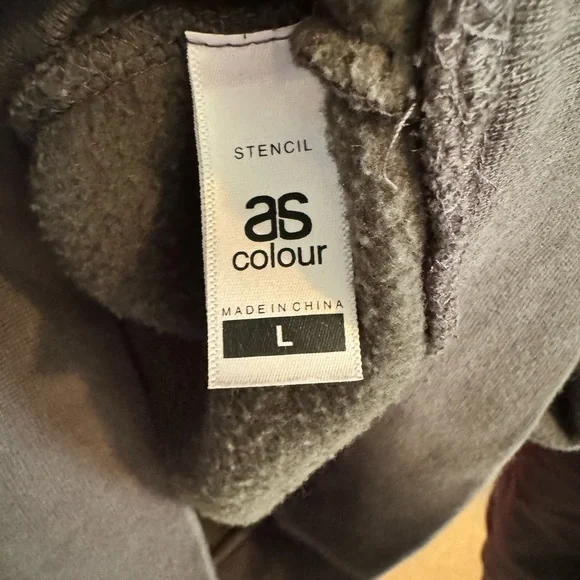 STENCIL
as
colour
MADE IN CHINA
L